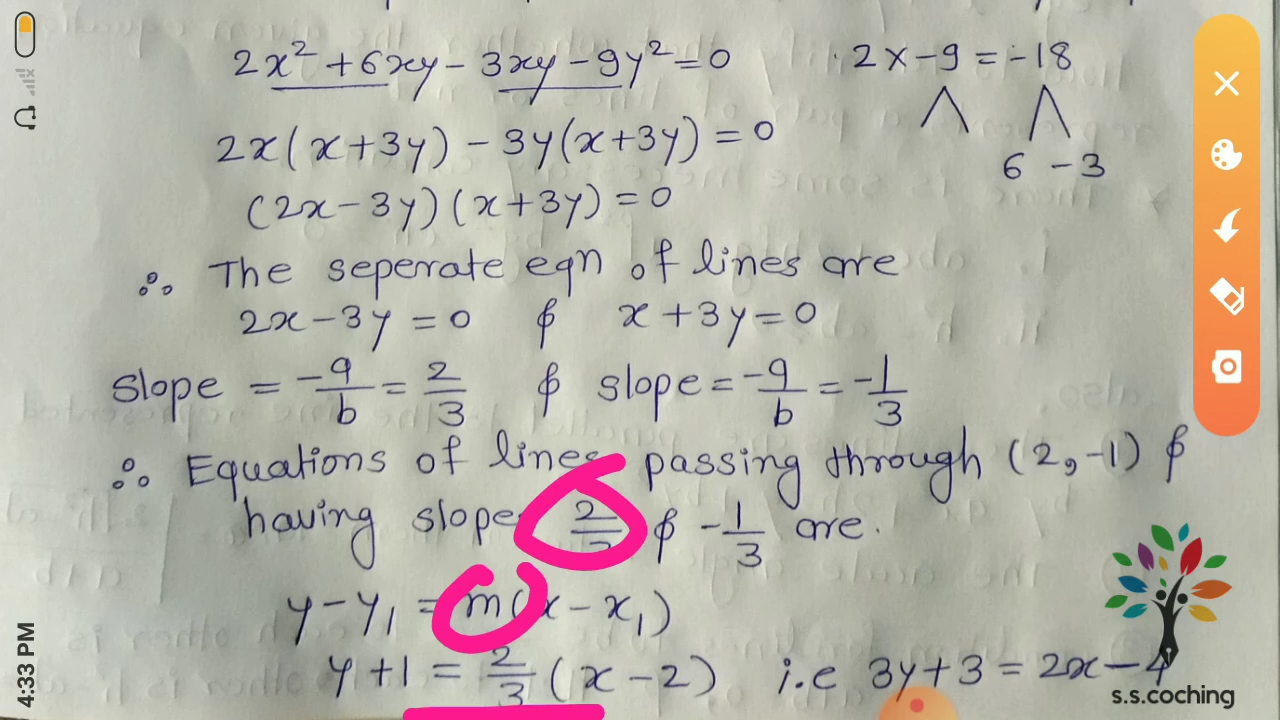 2x² + 6xy - 3xy - 9y² = 0
2 x -9 = -18
6 -3
2x(x+3y) - 3y(x+3y) = 0
(2x-3y)(x+3y) = 0
∴ The seperate eqn of lines are
2x-3y = 0 & x+3y = 0
Slope = -a/b = 2/3 & slope = -a/b = -1/3
∴ Equations of lines passing through (2,-1) &
having slope 2/3 & -1/3 are.
y-y₁ = m(x-x₁)
y+1 = 2/3 (x-2) i.e 3y+3 = 2x-4
s.s.coching
4:33 PM